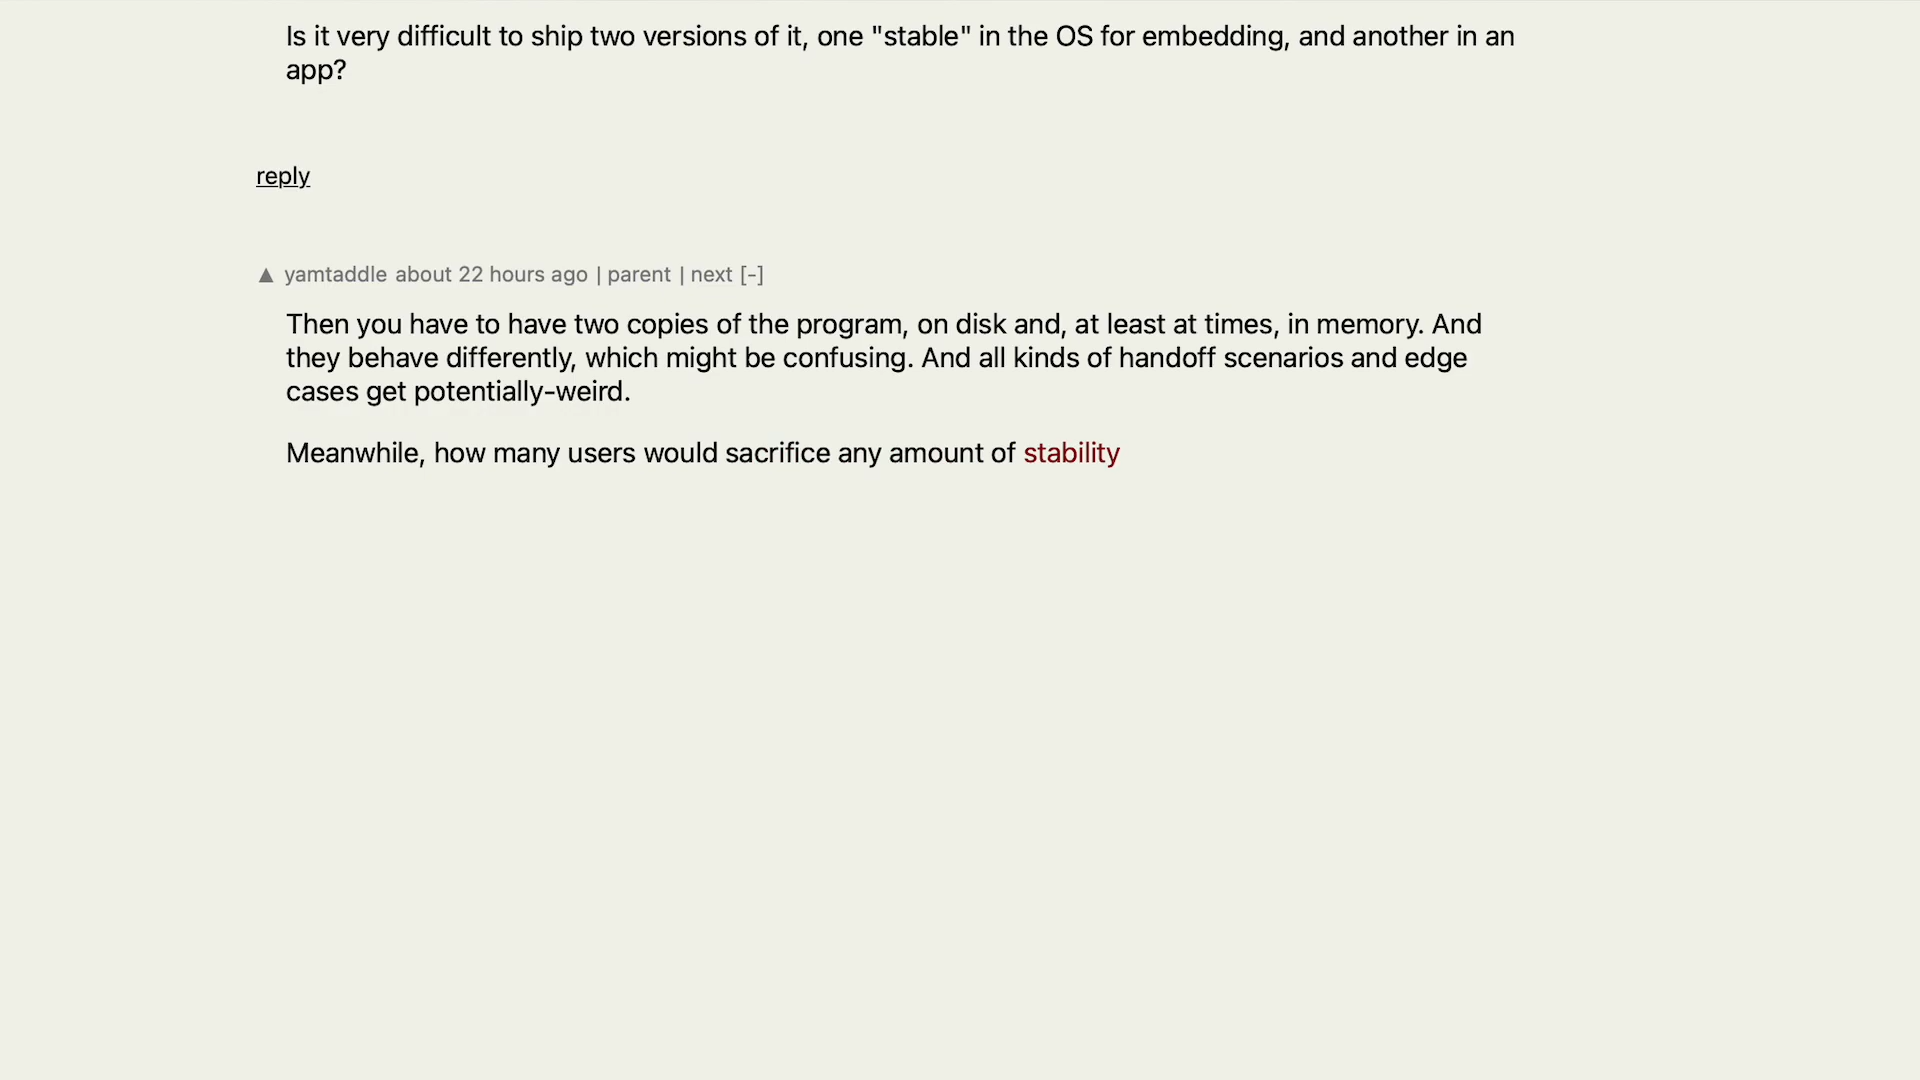 Is it very difficult to ship two versions of it, one "stable" in the OS for embedding, and another in an
app?
reply
▲ yamtaddle about 22 hours ago | parent | next [-]
Then you have to have two copies of the program, on disk and, at least at times, in memory. And
they behave differently, which might be confusing. And all kinds of handoff scenarios and edge
cases get potentially-weird.
Meanwhile, how many users would sacrifice any amount of stability